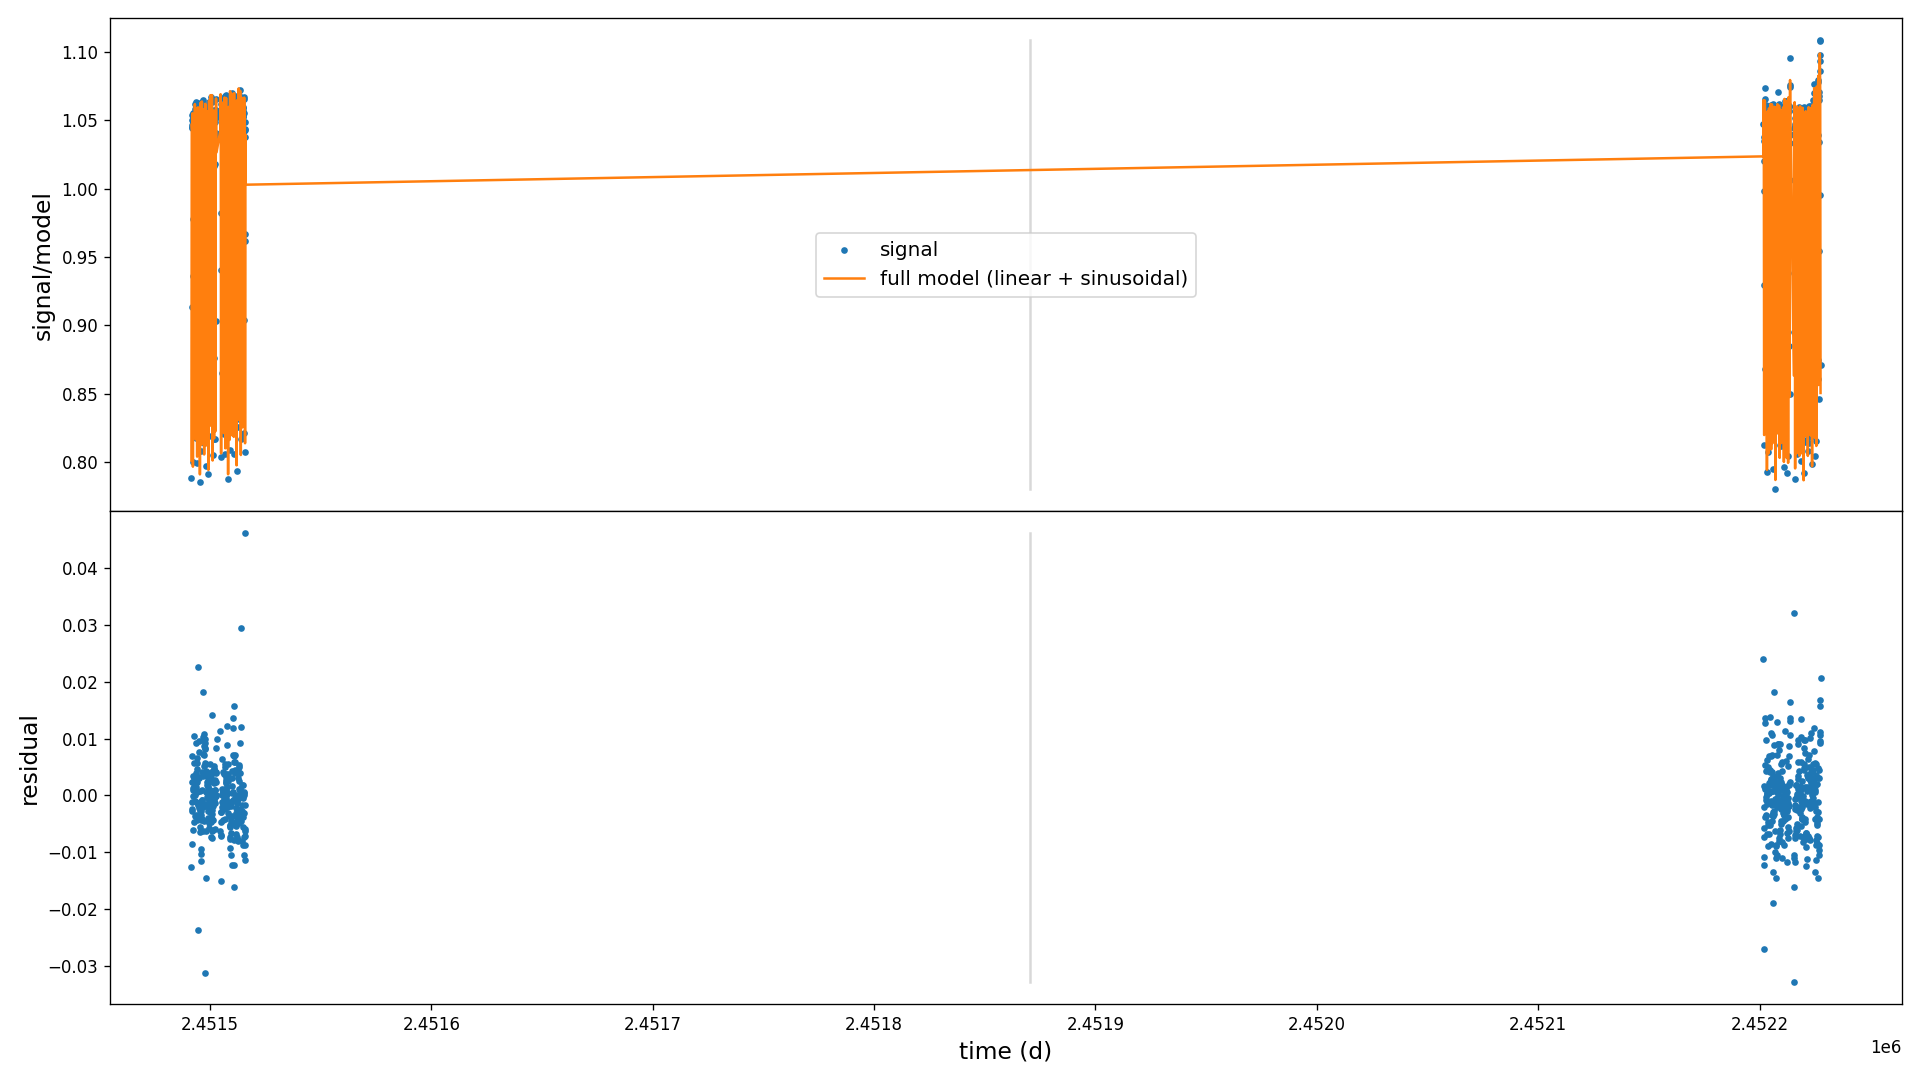 1.10
1.05
1.00
0.95
0.90
0.85
0.80
signal/model
signal
full model (linear + sinusoidal)
0.04
0.03
0.02
0.01
0.00
−0.01
−0.02
−0.03
residual
2.4515 2.4516 2.4517 2.4518 2.4519 2.4520 2.4521 2.4522
1e6
time (d)